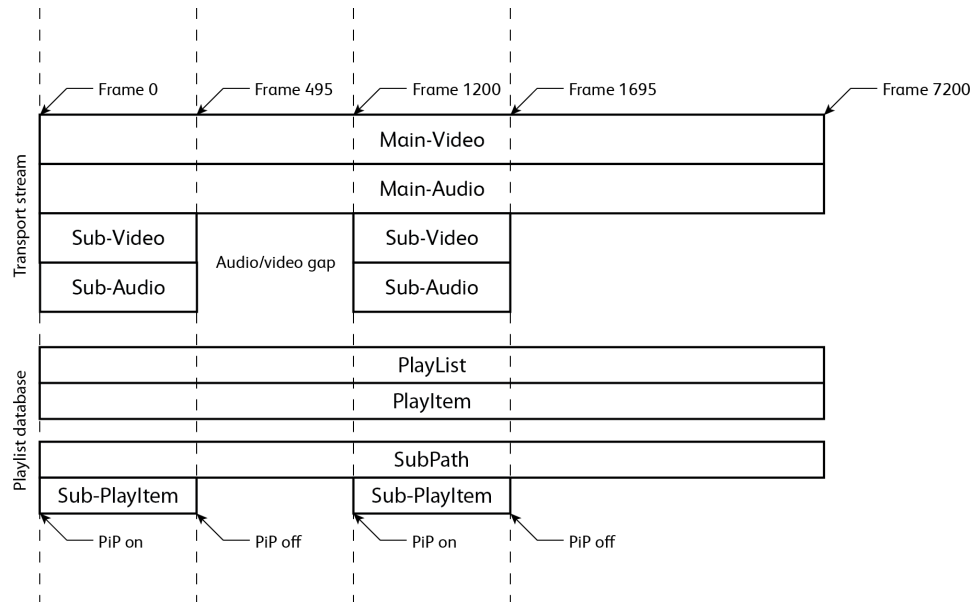 Frame 0
Frame 495
Frame 1200
Frame 1695
Frame 7200
Transport stream
Main-Video
Main-Audio
Sub-Video
Sub-Video
Audio/video gap
Sub-Audio
Sub-Audio
Playlist database
PlayList
PlayItem
SubPath
Sub-PlayItem
Sub-PlayItem
PiP on
PiP off
PiP on
PiP off